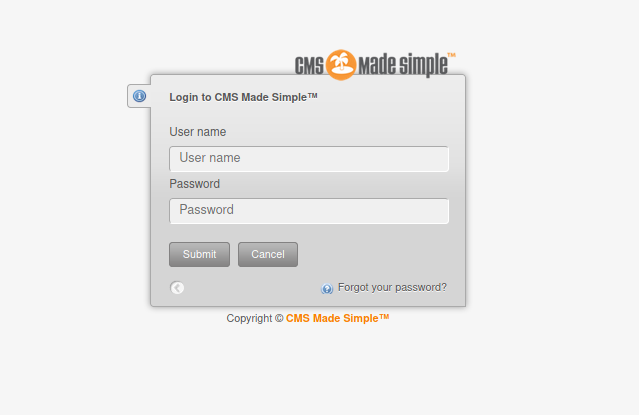 CMS Made Simple™
Login to CMS Made Simple™
User name
User name
Password
Password
Submit Cancel
Forgot your password?
Copyright © CMS Made Simple™